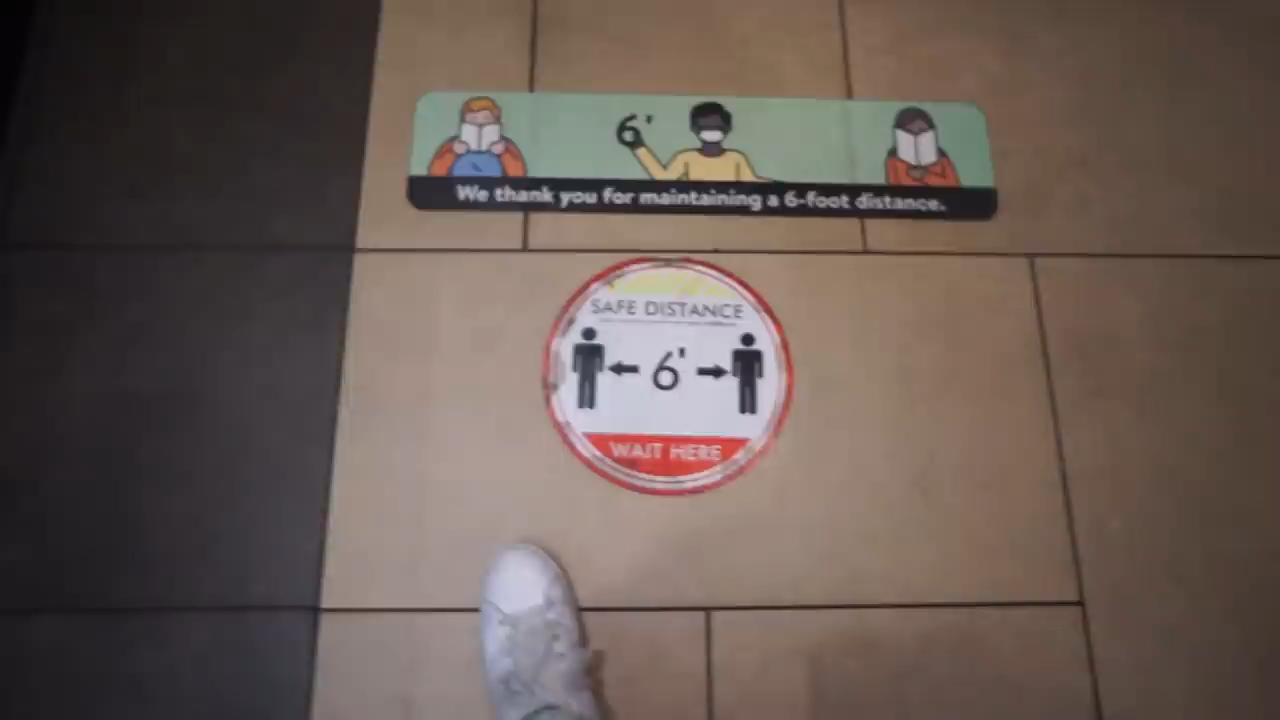 6'
We thank you for maintaining a 6-foot distance.
SAFE DISTANCE
6'
WAIT HERE